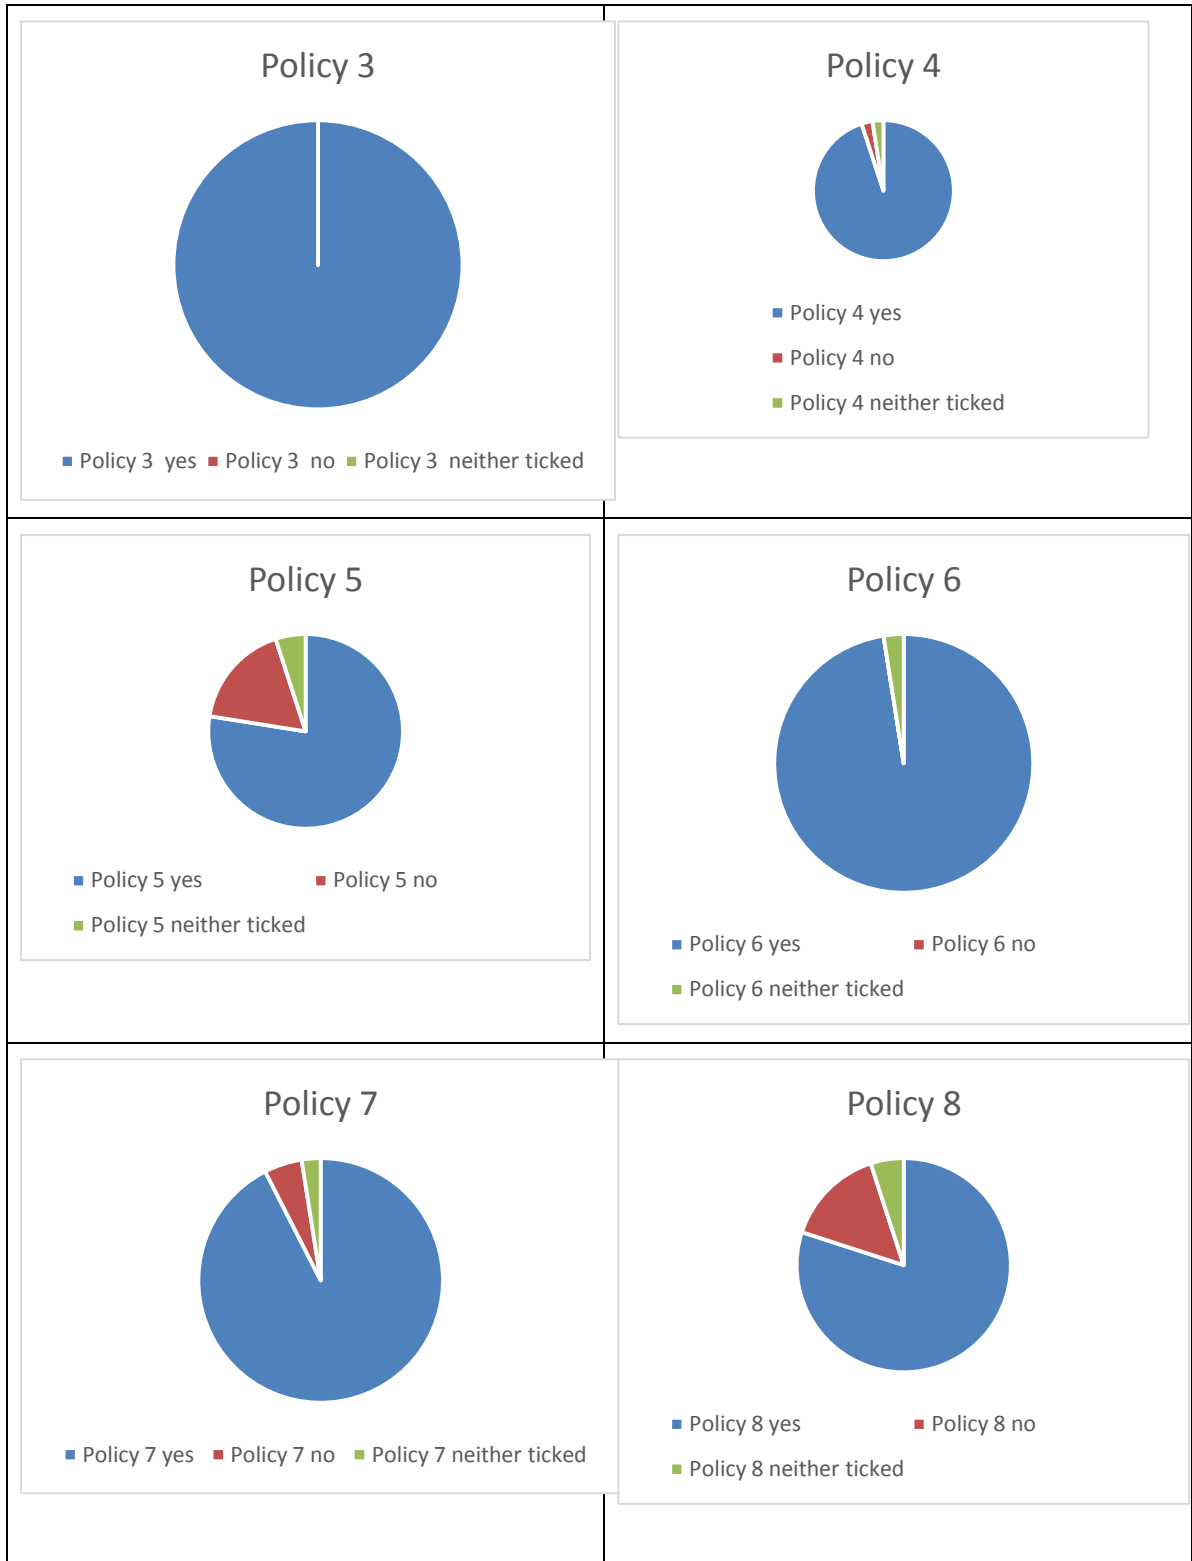 Policy 3
Policy 3  yes Policy 3  no Policy 3  neither ticked
Policy 4
Policy 4 yes
Policy 4 no
Policy 4 neither ticked
Policy 5
Policy 5 yes Policy 5 no
Policy 5 neither ticked
Policy 6
Policy 6 yes Policy 6 no
Policy 6 neither ticked
Policy 7
Policy 7 yes Policy 7 no Policy 7 neither ticked
Policy 8
Policy 8 yes Policy 8 no
Policy 8 neither ticked